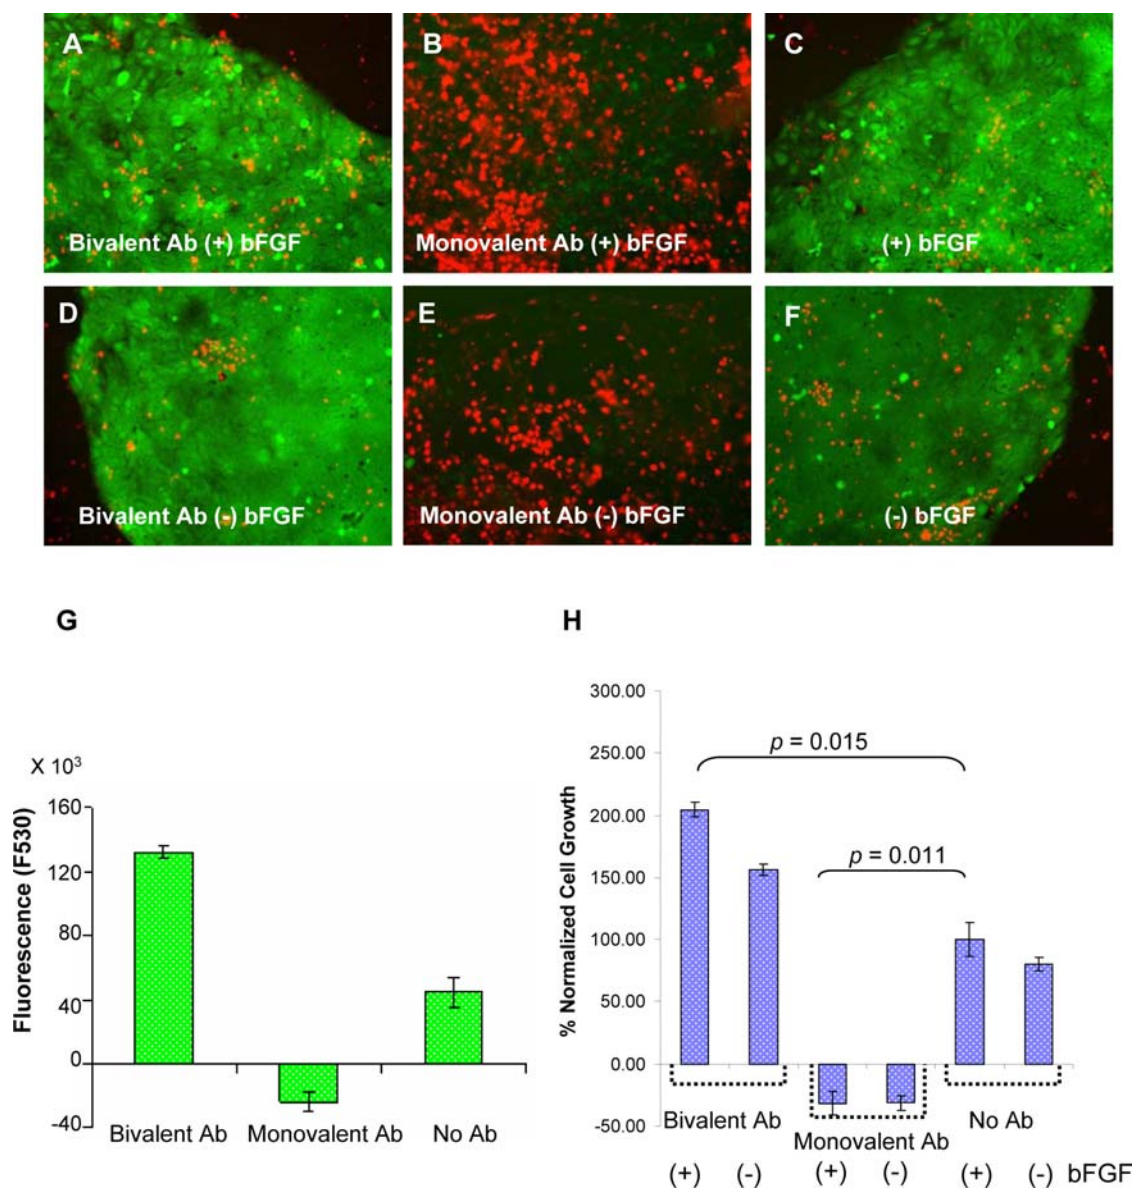 A
B
C
Bivalent Ab (+) bFGF
Monovalent Ab (+) bFGF
(+) bFGF
D
E
F
Bivalent Ab (-) bFGF
Monovalent Ab (-) bFGF
(-) bFGF
G
H
X 10³
Fluorescence (F530)
160
120
80
40
0
-40
Bivalent Ab
Monovalent Ab
No Ab
% Normalized Cell Growth
300.00
250.00
200.00
150.00
100.00
50.00
0.00
-50.00
p = 0.015
p = 0.011
Bivalent Ab
Monovalent Ab
No Ab
(+) (-) (+) (-) (+) (-) bFGF